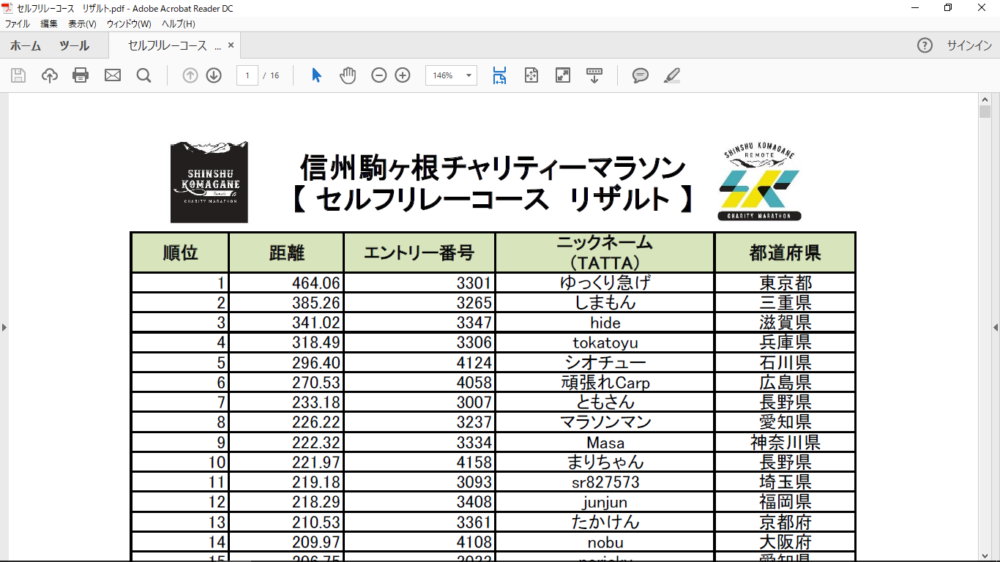 セルフリレーコース　リザルト.pdf - Adobe Acrobat Reader DC
ファイル 編集 表示(V) ウィンドウ(W) ヘルプ(H)
ホーム ツール セルフリレーコース ... × サインイン
1 / 16 146%
SHINSHU KOMAGANE Remote CHARITY MARATHON
信州駒ヶ根チャリティーマラソン
【 セルフリレーコース　リザルト 】
SHINSHU KOMAGANE REMOTE CHARITY MARATHON
順位 距離 エントリー番号 ニックネーム（TATTA） 都道府県
1 464.06 3301 ゆっくり急げ 東京都
2 385.26 3265 しまもん 三重県
3 341.02 3347 hide 滋賀県
4 318.49 3306 tokatoyu 兵庫県
5 296.40 4124 シオチュー 石川県
6 270.53 4058 頑張れCarp 広島県
7 233.18 3007 ともさん 長野県
8 226.22 3237 マラソンマン 愛知県
9 222.32 3334 Masa 神奈川県
10 221.97 4158 まりちゃん 長野県
11 219.18 3093 sr827573 埼玉県
12 218.29 3408 junjun 福岡県
13 210.53 3361 たかけん 京都府
14 209.97 4108 nobu 大阪府
15 206.75 愛知県